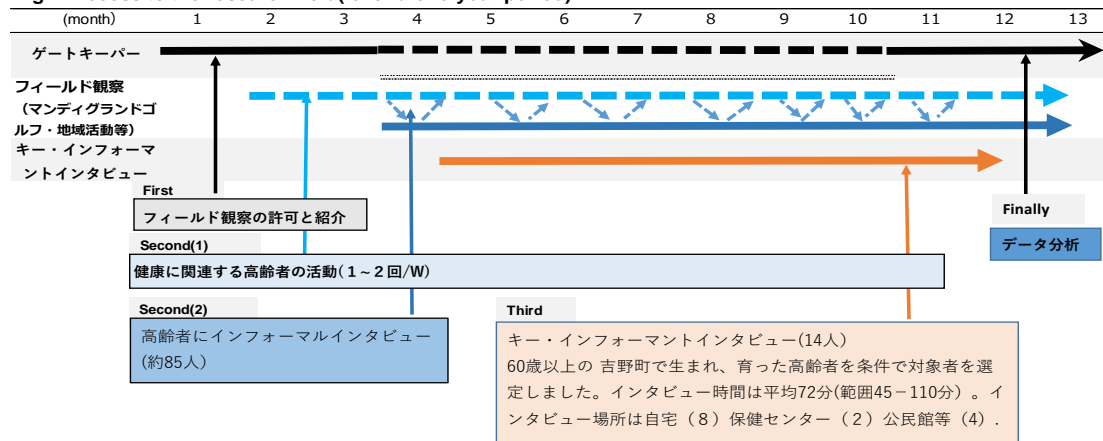 (month) 1 2 3 4 5 6 7 8 9 10 11 12 13
ゲートキーパー
フィールド観察
（マンディグランドゴ
ルフ・地域活動等）
キー・インフォーマ
ントインタビュー
First
フィールド観察の許可と紹介
Finally
データ分析
Second(1)
健康に関連する高齢者の活動(１~２回/W)
Second(2)
高齢者にインフォーマルインタビュー
(約85人)
Third
キー・インフォーマントインタビュー(14人)
60歳以上の 吉野町で生まれ、育った高齢者を条件で対象者を選
定しました。インタビュー時間は平均72分(範囲45－110分）。イ
ンタビュー場所は自宅（8）保健センター（2）公民館等（4）.